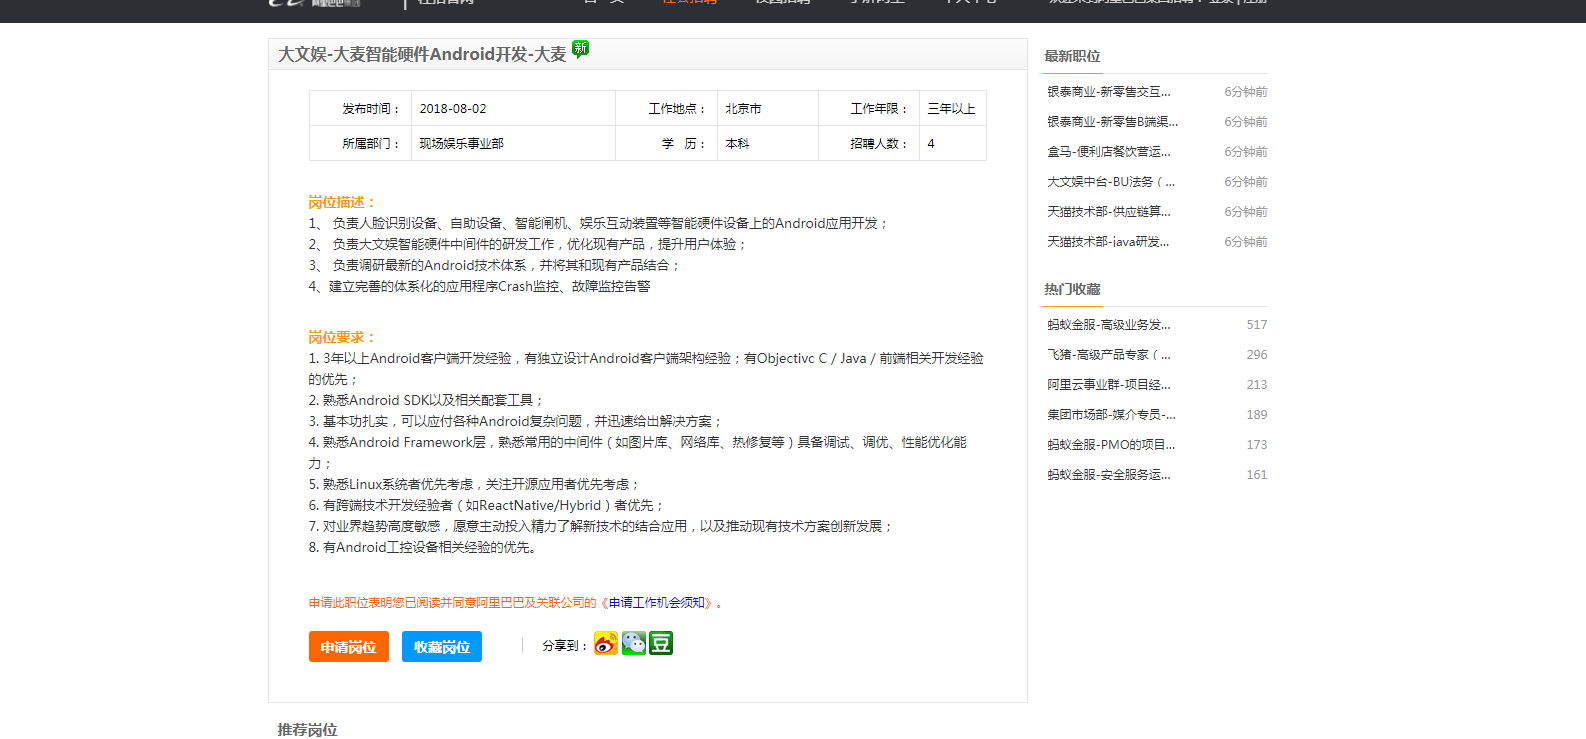 社会招聘
大文娱-大麦智能硬件Android开发-大麦 新
发布时间： 2018-08-02 工作地点： 北京市 工作年限： 三年以上
所属部门： 现场娱乐事业部 学 历： 本科 招聘人数： 4
岗位描述：
1、 负责人脸识别设备、自助设备、智能闸机、娱乐互动装置等智能硬件设备上的Android应用开发；
2、 负责大文娱智能硬件中间件的研发工作，优化现有产品，提升用户体验；
3、 负责调研最新的Android技术体系，并将其和现有产品结合；
4、建立完善的体系化的应用程序Crash监控、故障监控告警
岗位要求：
1. 3年以上Android客户端开发经验，有独立设计Android客户端架构经验；有Objectivc C / Java / 前端相关开发经验
的优先；
2. 熟悉Android SDK以及相关配套工具；
3. 基本功扎实，可以应付各种Android复杂问题，并迅速给出解决方案；
4. 熟悉Android Framework层，熟悉常用的中间件（如图片库、网络库、热修复等）具备调试、调优、性能优化能
力；
5. 熟悉Linux系统者优先考虑，关注开源应用者优先考虑；
6. 有跨端技术开发经验者（如ReactNative/Hybrid）者优先；
7. 对业界趋势高度敏感，愿意主动投入精力了解新技术的结合应用，以及推动现有技术方案创新发展；
8. 有Android工控设备相关经验的优先。
申请此职位表明您已阅读并同意阿里巴巴及关联公司的《申请工作机会须知》。
申请岗位 收藏岗位 分享到： 豆
推荐岗位
最新职位
银泰商业-新零售交互... 6分钟前
银泰商业-新零售B端渠... 6分钟前
盒马-便利店餐饮营运... 6分钟前
大文娱中台-BU法务（... 6分钟前
天猫技术部-供应链算... 6分钟前
天猫技术部-java研发... 6分钟前
热门收藏
蚂蚁金服-高级业务发... 517
飞猪-高级产品专家（... 296
阿里云事业群-项目经... 213
集团市场部-媒介专员-... 189
蚂蚁金服-PMO的项目... 173
蚂蚁金服-安全服务运... 161